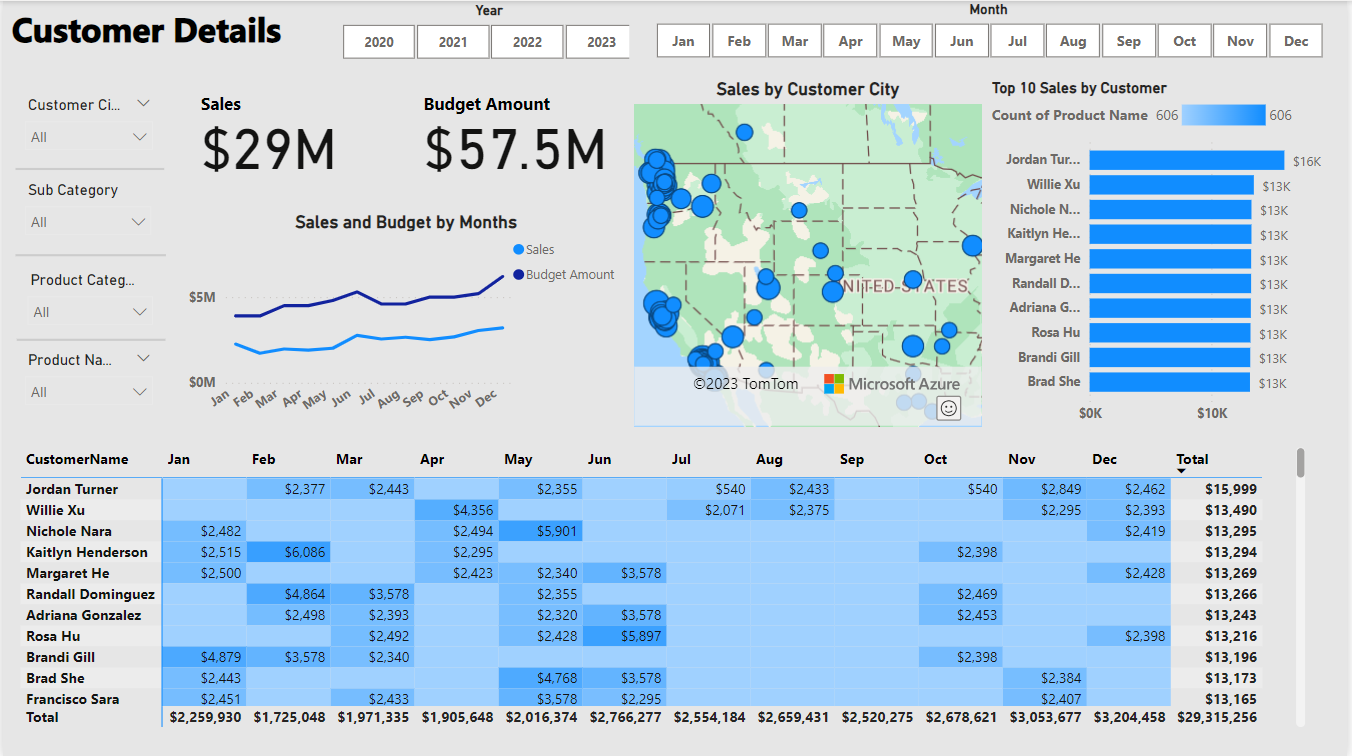 Customer Details
Year
2020 2021 2022 2023
Month
Jan Feb Mar Apr May Jun Jul Aug Sep Oct Nov Dec
Customer Ci...
All
Sub Category
All
Product Categ...
All
Product Na...
All
Sales
$29M
Budget Amount
$57.5M
Sales and Budget by Months
Sales
Budget Amount
$5M
$0M
Jan Feb Mar Apr May Jun Jul Aug Sep Oct Nov Dec
Sales by Customer City
UNITED STATES
©2023 TomTom
Microsoft Azure
Top 10 Sales by Customer
Count of Product Name 606 606
Jordan Tur... $16K
Willie Xu $13K
Nichole N... $13K
Kaitlyn He... $13K
Margaret He $13K
Randall D... $13K
Adriana G... $13K
Rosa Hu $13K
Brandi Gill $13K
Brad She $13K
$0K $10K
CustomerName Jan Feb Mar Apr May Jun Jul Aug Sep Oct Nov Dec Total
Jordan Turner $2,377 $2,443 $2,355 $540 $2,433 $540 $2,849 $2,462 $15,999
Willie Xu $4,356 $2,071 $2,375 $2,295 $2,393 $13,490
Nichole Nara $2,482 $2,494 $5,901 $2,419 $13,295
Kaitlyn Henderson $2,515 $6,086 $2,295 $2,398 $13,294
Margaret He $2,500 $2,423 $2,340 $3,578 $2,428 $13,269
Randall Dominguez $4,864 $3,578 $2,355 $2,469 $13,266
Adriana Gonzalez $2,498 $2,393 $2,320 $3,578 $2,453 $13,243
Rosa Hu $2,492 $2,428 $5,897 $2,398 $13,216
Brandi Gill $4,879 $3,578 $2,340 $2,398 $13,196
Brad She $2,443 $4,768 $3,578 $2,384 $13,173
Francisco Sara $2,451 $2,433 $3,578 $2,295 $2,407 $13,165
Total $2,259,930 $1,725,048 $1,971,335 $1,905,648 $2,016,374 $2,766,277 $2,554,184 $2,659,431 $2,520,275 $2,678,621 $3,053,677 $3,204,458 $29,315,256